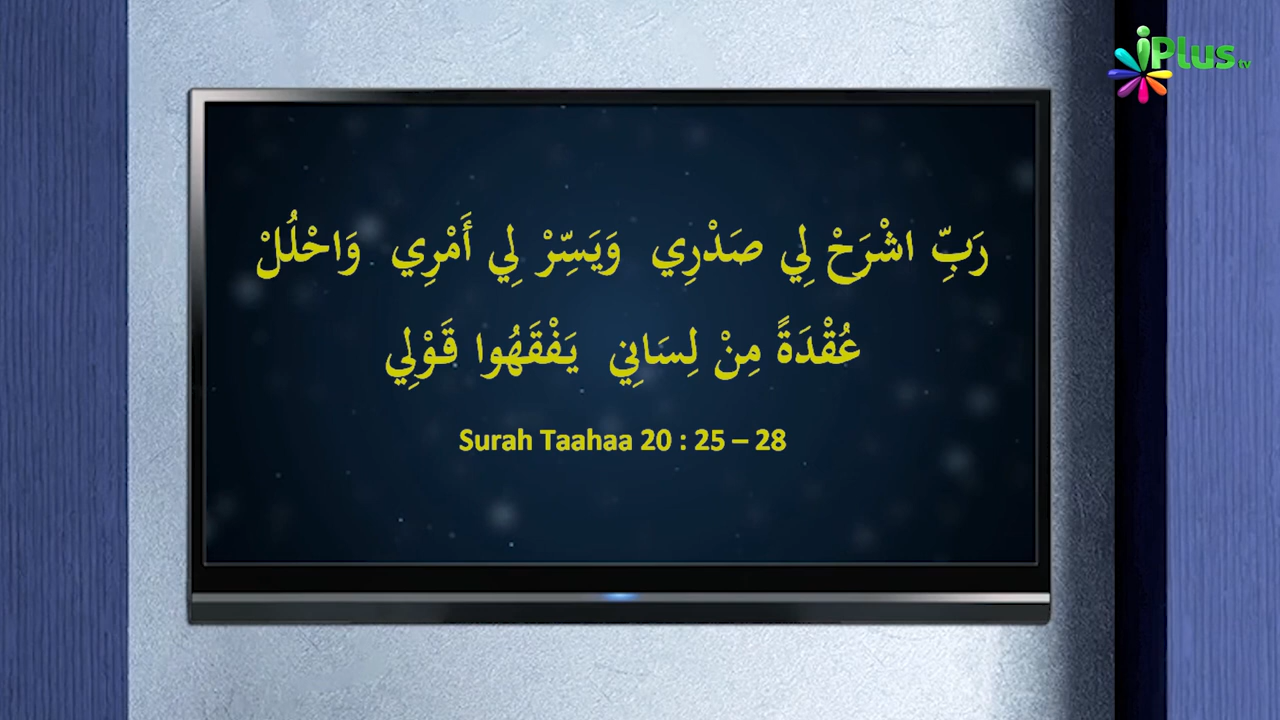 iPlus tv
رَبِّ اشْرَحْ لِي صَدْرِي وَيَسِّرْ لِي أَمْرِي وَاحْلُلْ
عُقْدَةً مِنْ لِسَانِي يَفْقَهُوا قَوْلِي
Surah Taahaa 20 : 25 – 28